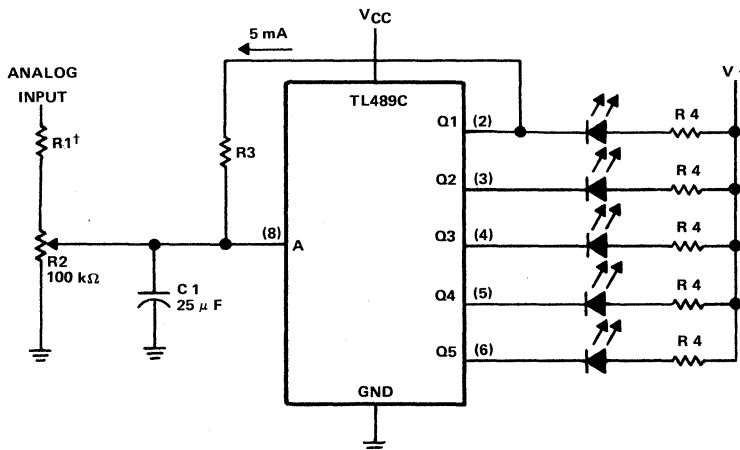 VCC
5 mA
ANALOG
INPUT
TL489C
V
R1†
R3
Q1 (2)
R 4
Q2 (3)
R 4
(8)
A
Q3 (4)
R 4
R2
100 kΩ
C 1
25 μ F
Q4 (5)
R 4
Q5 (6)
R 4
GND